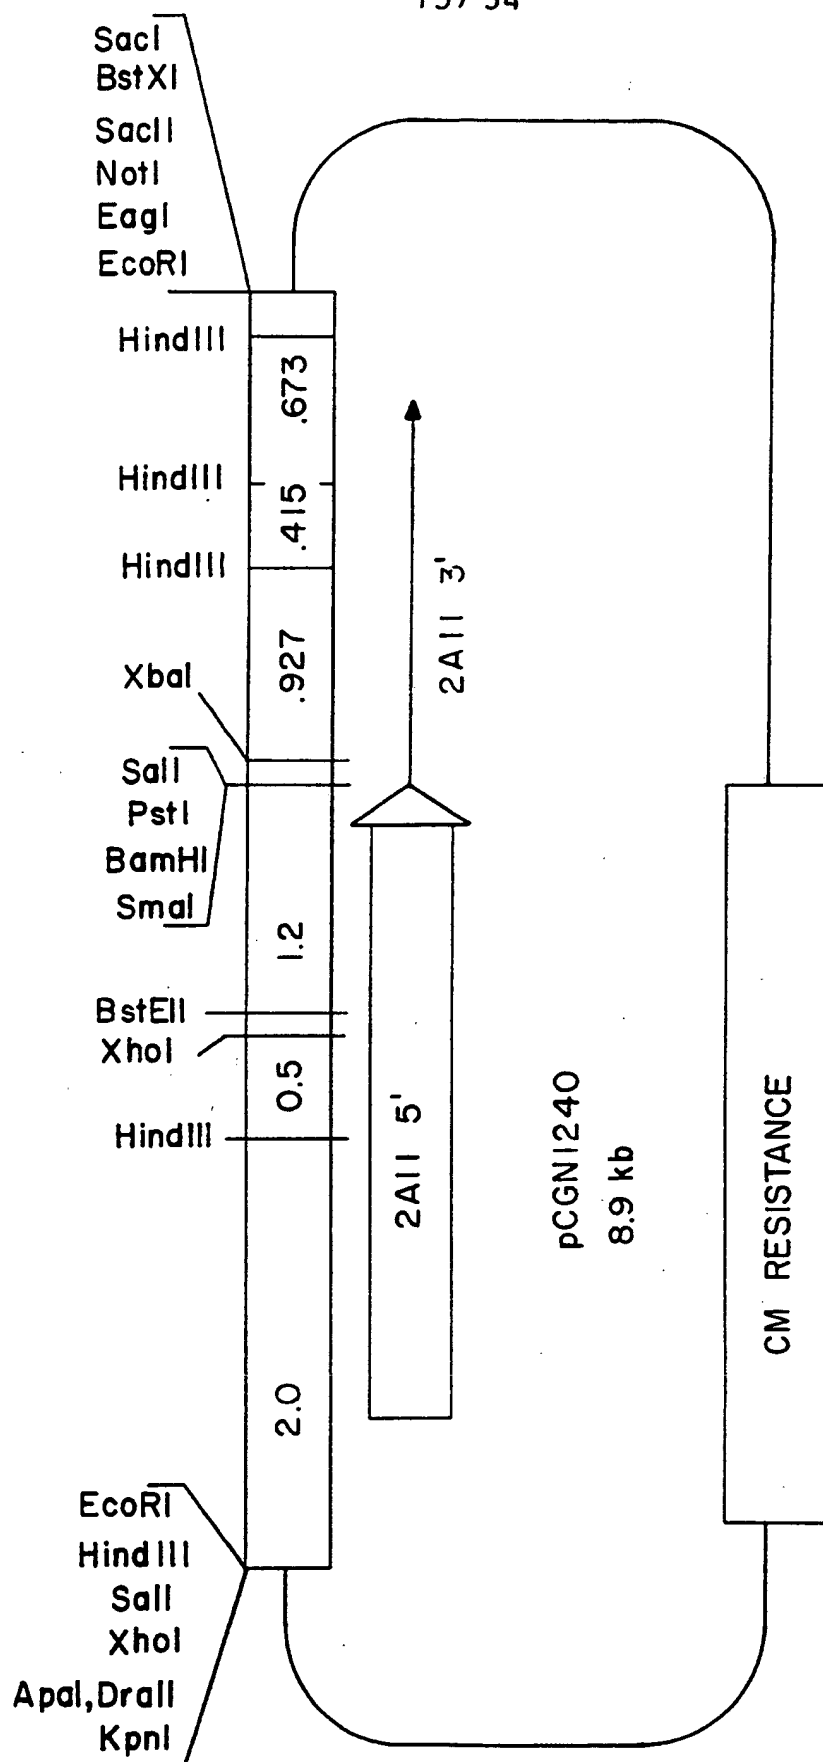 SacI
BstXI
SacII
NotI
EagI
EcoRI
HindIII
.673
HindIII
.415
HindIII
2A11 3'
.927
XbaI
SalI
PstI
BamHI
SmaI
1.2
BstEII
XhoI
0.5
HindIII
2A11 5'
pCGN1240
8.9 kb
CM RESISTANCE
2.0
EcoRI
HindIII
SalI
XhoI
ApaI,DraII
KpnI